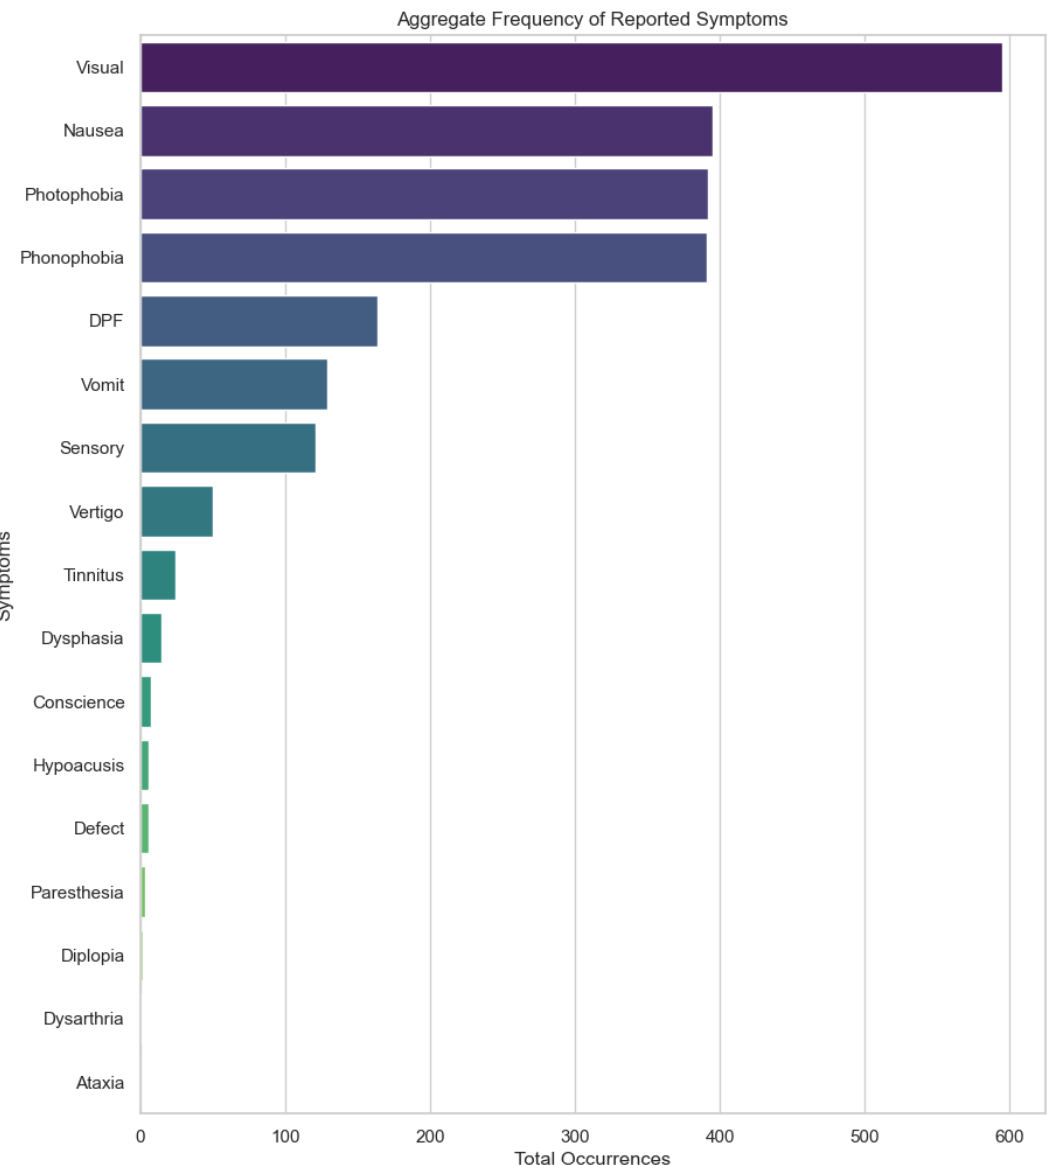 Aggregate Frequency of Reported Symptoms
Visual
Nausea
Photophobia
Phonophobia
DPF
Vomit
Sensory
Vertigo
Tinnitus
Dysphasia
Conscience
Hypoacusis
Defect
Paresthesia
Diplopia
Dysarthria
Ataxia
Symptoms
0 100 200 300 400 500 600
Total Occurrences